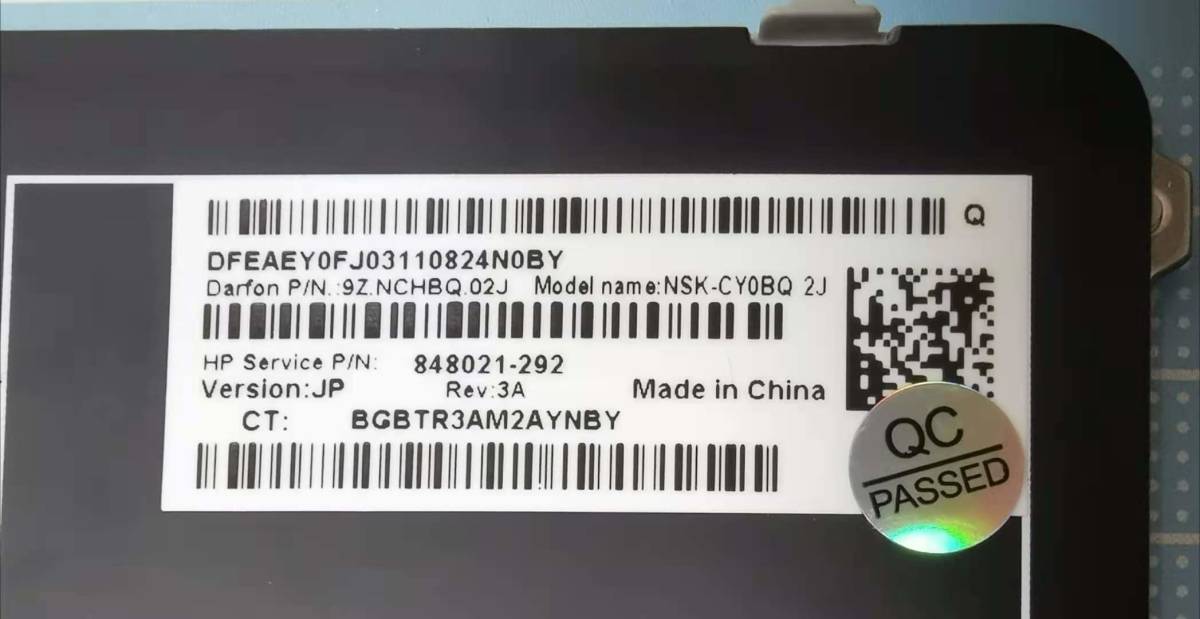 Q
DFEAEY0FJ03110824N0BY
Darfon P/N.:9Z.NCHBQ.02J Model name:NSK-CY0BQ 2J
HP Service P/N: 848021-292
Version:JP Rev:3A Made in China
CT: BGBTR3AM2AYNBY
QC
PASSED